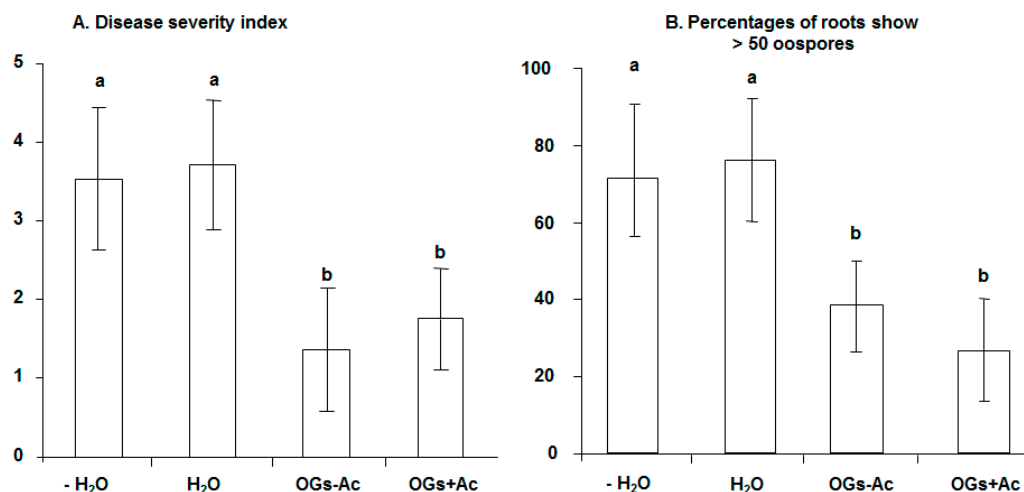 A. Disease severity index
5
4
3
2
1
0
a
a
b
b
- H₂O
H₂O
OGs-Ac
OGs+Ac
B. Percentages of roots show
> 50 oospores
100
80
60
40
20
0
a
a
b
b
- H₂O
H₂O
OGs-Ac
OGs+Ac